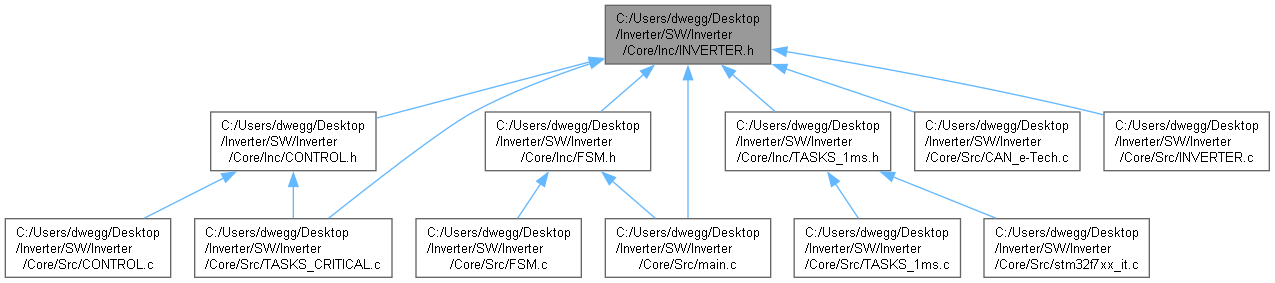 C:/Users/dwegg/Desktop
/Inverter/SW/Inverter
/Core/Inc/INVERTER.h
C:/Users/dwegg/Desktop
/Inverter/SW/Inverter
/Core/Inc/CONTROL.h
C:/Users/dwegg/Desktop
/Inverter/SW/Inverter
/Core/Inc/FSM.h
C:/Users/dwegg/Desktop
/Inverter/SW/Inverter
/Core/Inc/TASKS_1ms.h
C:/Users/dwegg/Desktop
/Inverter/SW/Inverter
/Core/Src/CAN_e-Tech.c
C:/Users/dwegg/Desktop
/Inverter/SW/Inverter
/Core/Src/INVERTER.c
C:/Users/dwegg/Desktop
/Inverter/SW/Inverter
/Core/Src/CONTROL.c
C:/Users/dwegg/Desktop
/Inverter/SW/Inverter
/Core/Src/TASKS_CRITICAL.c
C:/Users/dwegg/Desktop
/Inverter/SW/Inverter
/Core/Src/FSM.c
C:/Users/dwegg/Desktop
/Inverter/SW/Inverter
/Core/Src/main.c
C:/Users/dwegg/Desktop
/Inverter/SW/Inverter
/Core/Src/TASKS_1ms.c
C:/Users/dwegg/Desktop
/Inverter/SW/Inverter
/Core/Src/stm32f7xx_it.c